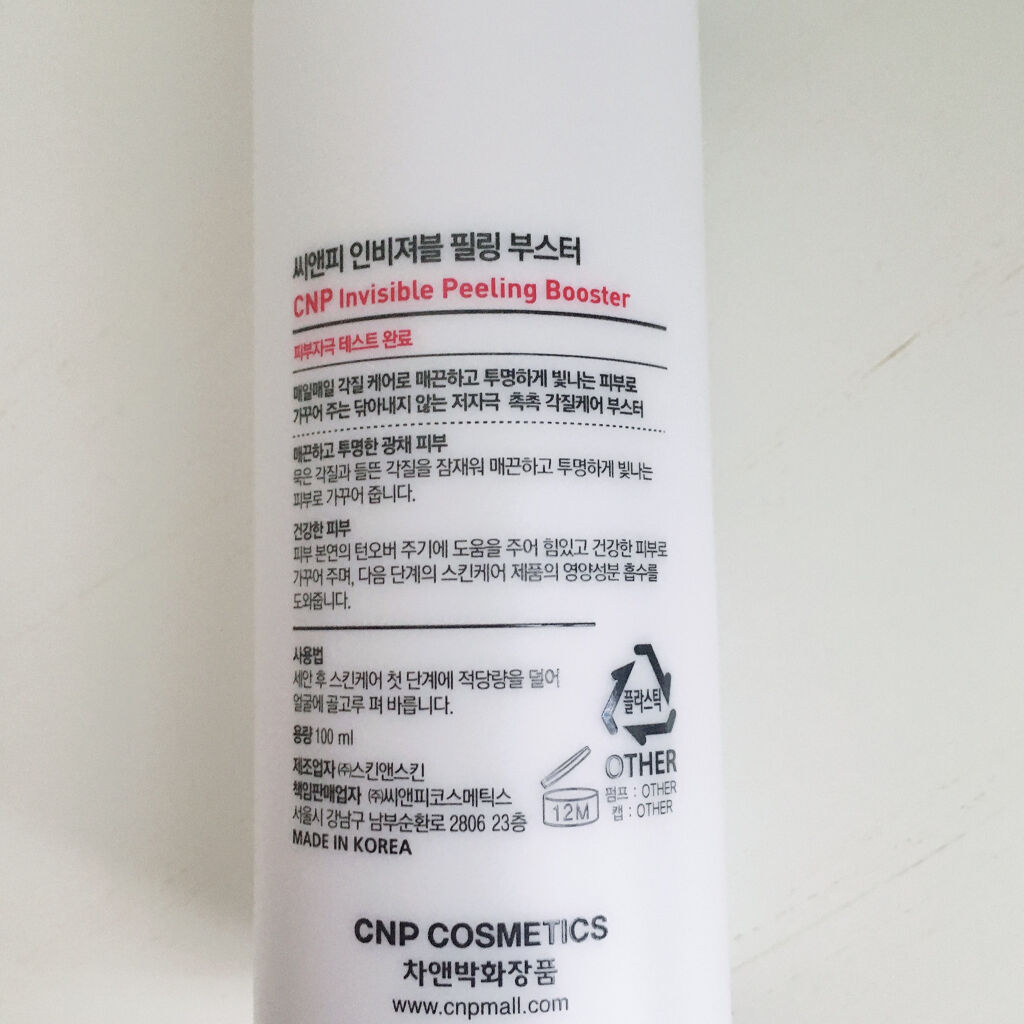 씨앤피 인비져블 필링 부스터
CNP Invisible Peeling Booster
피부자극 테스트 완료
매일매일 각질 케어로 매끈하고 투명하게 빛나는 피부로
가꾸어 주는 닦아내지 않는 저자극 촉촉 각질케어 부스터
매끈하고 투명한 광채 피부
묵은 각질과 들뜬 각질을 잠재워 매끈하고 투명하게 빛나는
피부로 가꾸어 줍니다.
건강한 피부
피부 본연의 턴오버 주기에 도움을 주어 힘있고 건강한 피부로
가꾸어 주며, 다음 단계의 스킨케어 제품의 영양성분 흡수를
도와줍니다.
사용법
세안 후 스킨케어 첫 단계에 적당량을 덜어
얼굴에 골고루 펴 바릅니다.
용량 100 ml
제조업자 ㈜스킨앤스킨
책임판매업자 ㈜씨앤피코스메틱스
서울시 강남구 남부순환로 2806 23층
MADE IN KOREA
12M
플라스틱
OTHER
펌프 : OTHER
캡 : OTHER
CNP COSMETICS
차앤박화장품
www.cnpmall.com